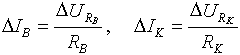 ΔI_B = ΔU_{R_B} / R_B , ΔI_K = ΔU_{R_K} / R_K